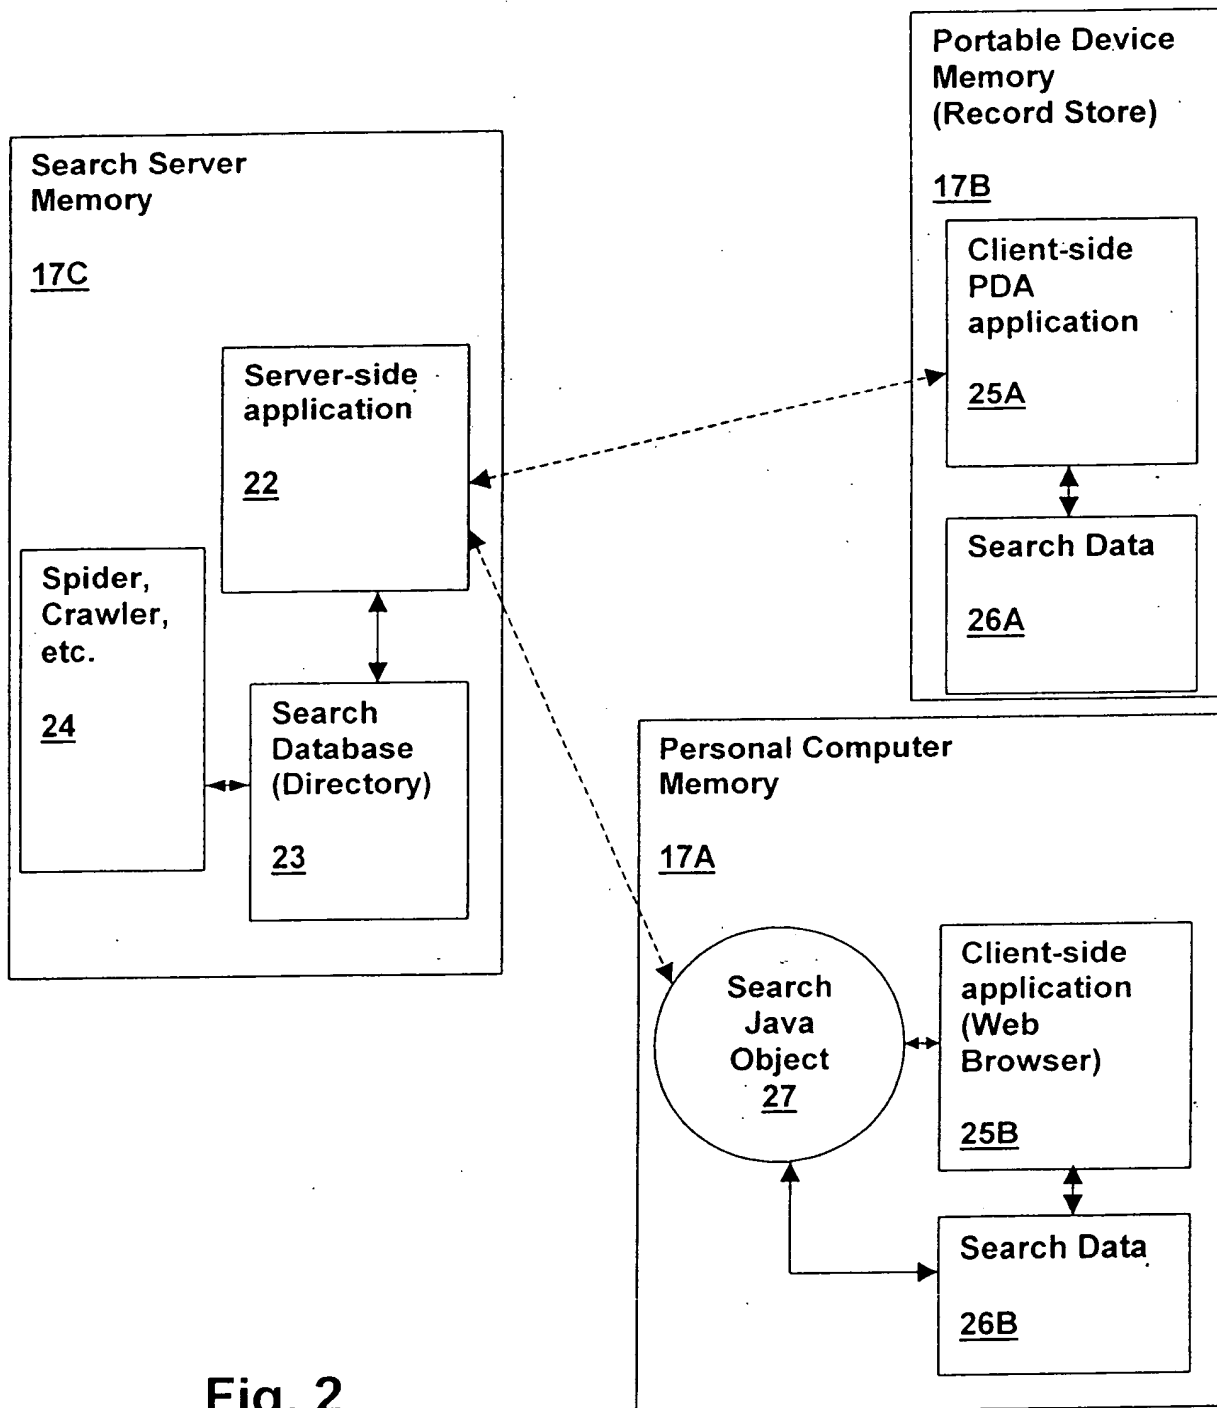 Portable Device
Memory
(Record Store)
17B
Client-side
PDA
application
25A
Search Data
26A
Search Server
Memory
17C
Server-side
application
22
Spider,
Crawler,
etc.
24
Search
Database
(Directory)
23
Personal Computer
Memory
17A
Search
Java
Object
27
Client-side
application
(Web
Browser)
25B
Search Data
26B
Fig. 2